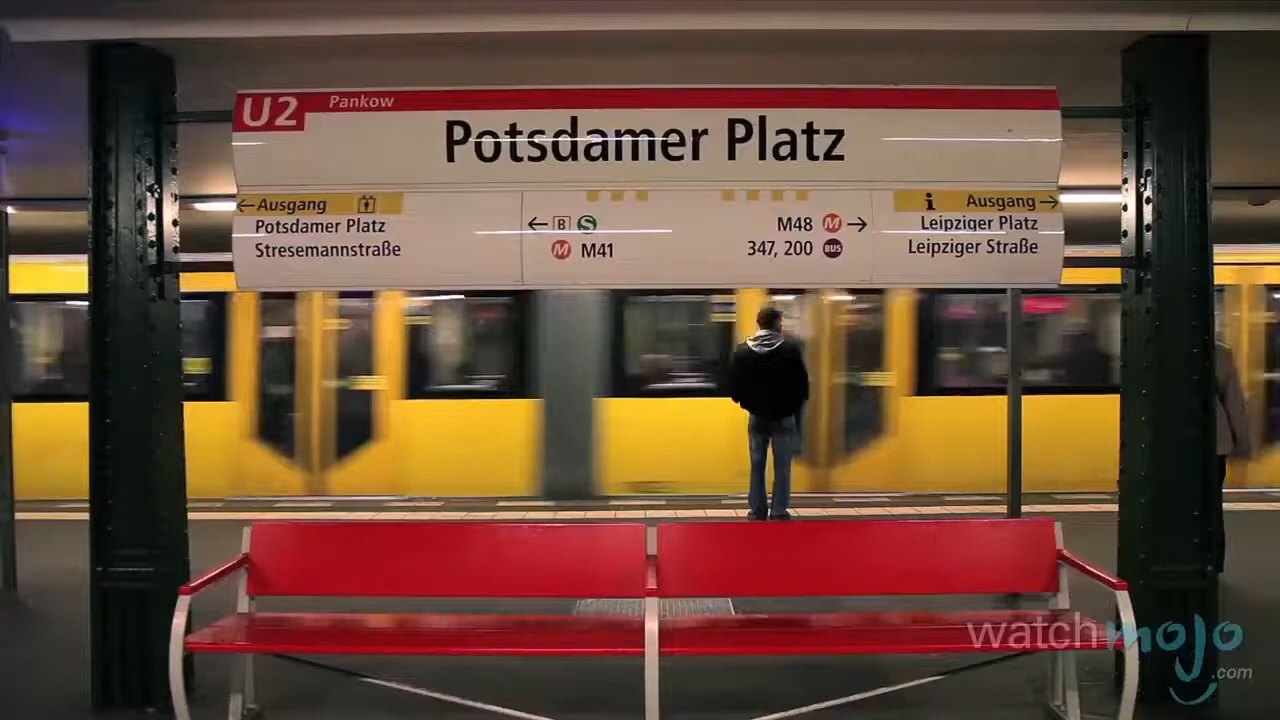 U2 Pankow
Potsdamer Platz
←Ausgang
Potsdamer Platz
Stresemannstraße
← B S
M M41
M48 M →
347, 200 BUS
i Ausgang→
Leipziger Platz
Leipziger Straße
watchmojo
.com